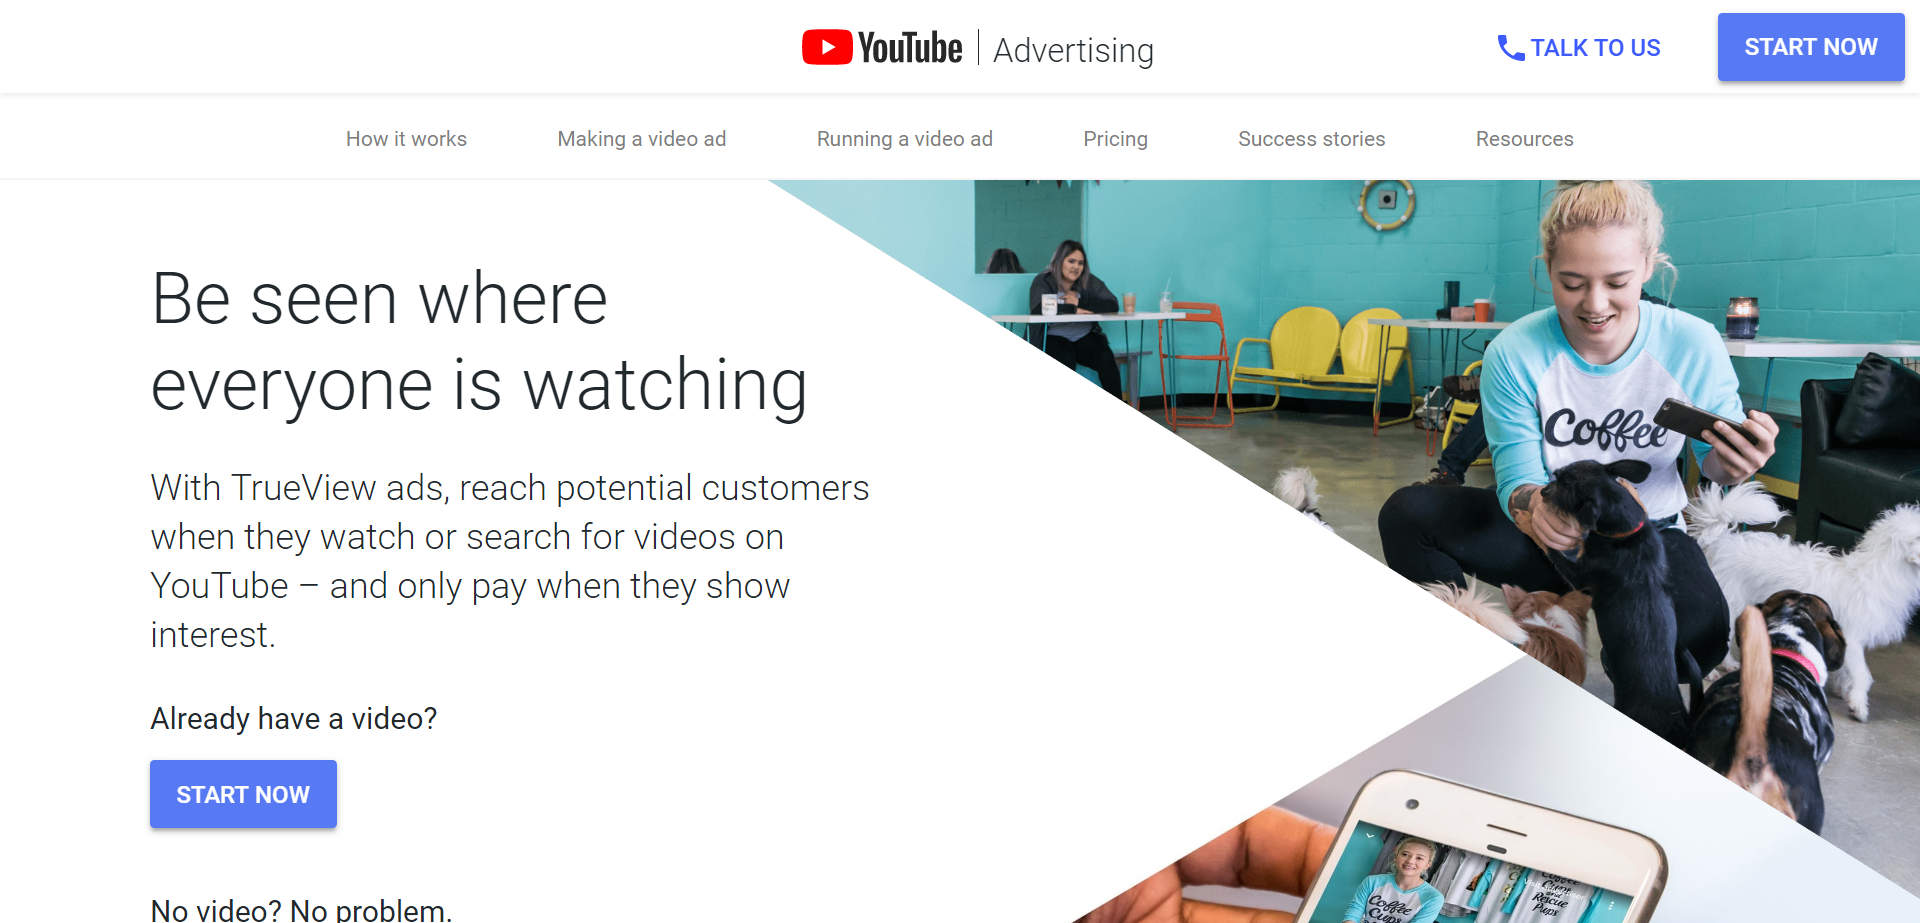 YouTube | Advertising
TALK TO US
START NOW
How it works
Making a video ad
Running a video ad
Pricing
Success stories
Resources
Be seen where
everyone is watching
With TrueView ads, reach potential customers
when they watch or search for videos on
YouTube – and only pay when they show
interest.
Already have a video?
START NOW
No video? No problem.
Coffee
Coffee
Cups
Coffee
Cups
and
Rescue
Pups